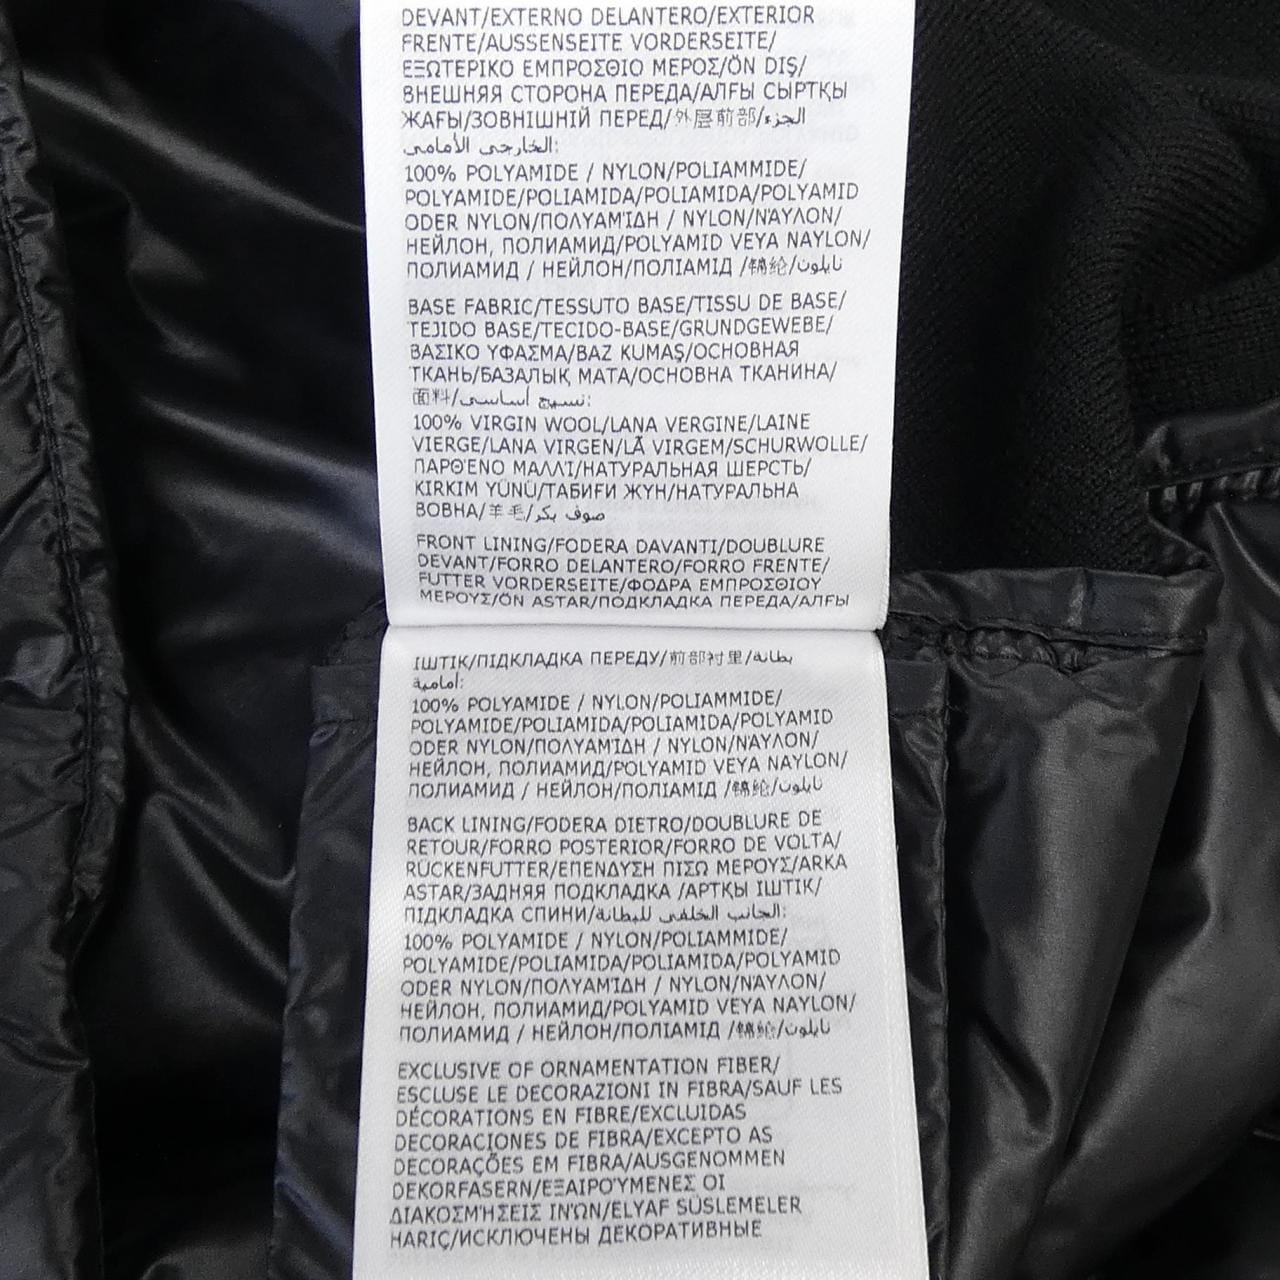 DEVANT/EXTERNO DELANTERO/EXTERIOR
FRENTE/AUSSENSEITE VORDERSEITE/
ΕΞΩΤΕΡΙΚΟ ΕΜΠΡΟΣΘΙΟ ΜΕΡΟΣ/ÖN DIŞ/
ВНЕШНЯЯ СТОРОНА ПЕРЕДА/АЛҒЫ СЫРТҚЫ
ЖАҒЫ/ЗОВНІШНІЙ ПЕРЕД/外层前部/الجزء
الخارجي الأمامي:
100% POLYAMIDE / NYLON/POLIAMMIDE/
POLYAMIDE/POLIAMIDA/POLIAMIDA/POLYAMID
ODER NYLON/ΠΟΛΥΑΜΊΔΗ / NYLON/ΝΆΥΛΟΝ/
НЕЙЛОН, ПОЛИАМИД/POLYAMID VEYA NAYLON/
ПОЛИАМИД / НЕЙЛОН/ПОЛІАМІД /锦纶/نايلون
BASE FABRIC/TESSUTO BASE/TISSU DE BASE/
TEJIDO BASE/TECIDO-BASE/GRUNDGEWEBE/
ΒΑΣΙΚΟ ΥΦΑΣΜΑ/BAZ KUMAŞ/ОСНОВНАЯ
ТКАНЬ/БАЗАЛЫҚ МАТА/ОСНОВНА ТКАНИНА/
面料/نسيج أساسي:
100% VIRGIN WOOL/LANA VERGINE/LAINE
VIERGE/LANA VIRGEN/LÃ VIRGEM/SCHURWOLLE/
ΠΑΡΘΈΝΟ ΜΑΛΛΊ/НАТУРАЛЬНАЯ ШЕРСТЬ/
KIRKIM YÜNÜ/ТАБИҒИ ЖҮН/НАТУРАЛЬНА
ВОВНА/羊毛/صوف بكر
FRONT LINING/FODERA DAVANTI/DOUBLURE
DEVANT/FORRO DELANTERO/FORRO FRENTE/
FUTTER VORDERSEITE/ΦΟΔΡΑ ΕΜΠΡΟΣΘΙΟΥ
ΜΕΡΟΥΣ/ÖN ASTAR/ПОДКЛАДКА ПЕРЕДА/АЛҒЫ
ІШТІК/ПІДКЛАДКА ПЕРЕДУ/前部衬里/بطانة
أمامية:
100% POLYAMIDE / NYLON/POLIAMMIDE/
POLYAMIDE/POLIAMIDA/POLIAMIDA/POLYAMID
ODER NYLON/ΠΟΛΥΑΜΊΔΗ / NYLON/ΝΆΥΛΟΝ/
НЕЙЛОН, ПОЛИАМИД/POLYAMID VEYA NAYLON/
ПОЛИАМИД / НЕЙЛОН/ПОЛІАМІД /锦纶/نايلون
BACK LINING/FODERA DIETRO/DOUBLURE DE
RETOUR/FORRO POSTERIOR/FORRO DE VOLTA/
RÜCKENFUTTER/ΕΠΕΝΔΥΣΗ ΠΙΣΩ ΜΕΡΟΥΣ/ARKA
ASTAR/ЗАДНЯЯ ПОДКЛАДКА /АРТҚЫ ІШТІК/
ПІДКЛАДКА СПИНИ/الجانب الخلفي للبطانة:
100% POLYAMIDE / NYLON/POLIAMMIDE/
POLYAMIDE/POLIAMIDA/POLIAMIDA/POLYAMID
ODER NYLON/ΠΟΛΥΑΜΊΔΗ / NYLON/ΝΆΥΛΟΝ/
НЕЙЛОН, ПОЛИАМИД/POLYAMID VEYA NAYLON/
ПОЛИАМИД / НЕЙЛОН/ПОЛІАМІД /锦纶/نايلون
EXCLUSIVE OF ORNAMENTATION FIBER/
ESCLUSE LE DECORAZIONI IN FIBRA/SAUF LES
DÉCORATIONS EN FIBRE/EXCLUIDAS
DECORACIONES DE FIBRA/EXCEPTO AS
DECORAÇÕES EM FIBRA/AUSGENOMMEN
DEKORFASERN/ΕΞΑΙΡΟΎΜΕΝΕΣ ΟΙ
ΔΙΑΚΟΣΜΉΣΕΙΣ ΙΝΏΝ/ELYAF SÜSLEMELER
HARİÇ/ИСКЛЮЧЕНЫ ДЕКОРАТИВНЫЕ